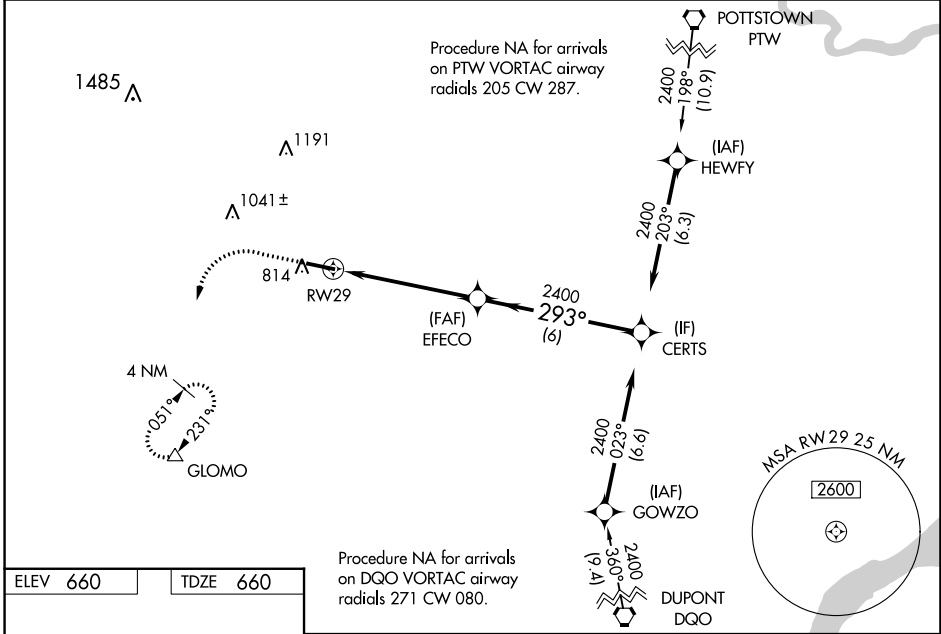 POTTSTOWN
PTW
Procedure NA for arrivals
on PTW VORTAC airway
radials 205 CW 287.
2400
198°
(10.9)
1485
1191
(IAF)
HEWFY
1041±
2400
203°
(6.3)
814
RW29
(FAF)
EFECO
2400
293°
(6)
(IF)
CERTS
4 NM
051°
231°
GLOMO
2400
023°
(6.6)
(IAF)
GOWZO
MSA RW29 25 NM
2600
2400
360°
(9.4)
Procedure NA for arrivals
on DQO VORTAC airway
radials 271 CW 080.
DUPONT
DQO
ELEV 660
TDZE 660